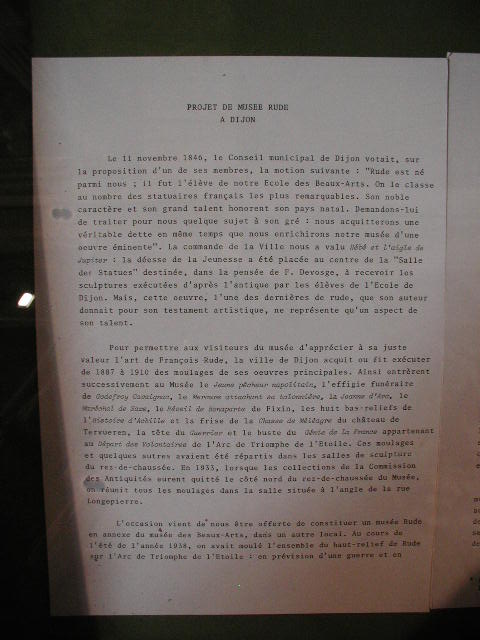 PROJET DE MUSEE RUDE
A DIJON
Le 11 novembre 1846, le Conseil municipal de Dijon votait, sur
la proposition d'un de ses membres, la motion suivante : "Rude est né
parmi nous ; il fut l'élève de notre Ecole des Beaux-Arts. On le classe
au nombre des statuaires français les plus remarquables. Son noble
caractère et son grand talent honorent son pays natal. Demandons-lui
de traiter pour nous quelque sujet à son gré : nous acquitterons une
véritable dette en même temps que nous enrichirons notre musée d'une
oeuvre éminente". La commande de la Ville nous a valu Hébé et l'aigle de
Jupiter : la déesse de la Jeunesse a été placée au centre de la "Salle
des Statues" destinée, dans la pensée de F. Devosge, à recevoir les
sculptures exécutées d'après l'antique par les élèves de l'Ecole de
Dijon. Mais, cette oeuvre, l'une des dernières de rude, que son auteur
donnait pour son testament artistique, ne représente qu'un aspect de
son talent.
Pour permettre aux visiteurs du musée d'apprécier à sa juste
valeur l'art de François Rude, la ville de Dijon acquit ou fit exécuter
de 1887 à 1910 des moulages de ses oeuvres principales. Ainsi entrèrent
successivement au Musée le Jeune pêcheur napolitain, l'effigie funéraire
de Godefroy Cavaignac, le Mercure attachant sa talonnière, la Jeanne d'Arc, le
Maréchal de Saxe, le Réveil de Bonaparte de Fixin, les huit bas-reliefs de
l'Histoire d'Achille et la frise de la Chasse de Méléagre du château de
Tervueren, la tête du Guerrier et le buste du Génie de la France appartenant
au Départ des Volontaires de l'Arc de Triomphe de l'Etoile. Ces moulages
et quelques autres avaient été répartis dans les salles de sculpture
du rez-de-chaussée. En 1933, lorsque les collections de la Commission
des Antiquités eurent quitté le côté nord du rez-de-chaussée du Musée,
on réunit tous les moulages dans la salle située à l'angle de la rue
Longepierre.
L'occasion vient de nous être offerte de constituer un musée Rude
en annexe du musée des Beaux-Arts, dans un autre local. Au cours de
l'été de l'année 1938, on avait moulé l'ensemble du haut-relief de Rude
sur l'Arc de Triomphe de l'Etoile : en prévision d'une guerre et en